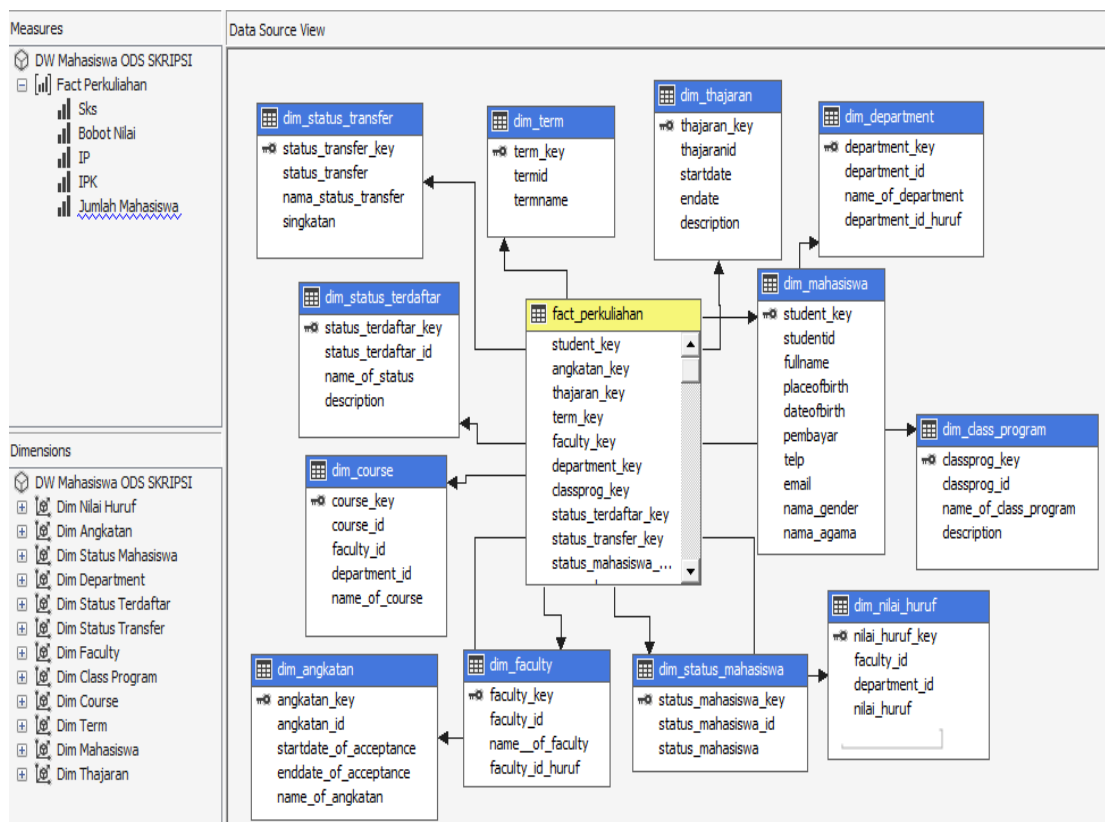 Measures
DW Mahasiswa ODS SKRIPSI
Fact Perkuliahan
Sks
Bobot Nilai
IP
IPK
Jumlah Mahasiswa
Dimensions
DW Mahasiswa ODS SKRIPSI
Dim Nilai Huruf
Dim Angkatan
Dim Status Mahasiswa
Dim Department
Dim Status Terdaftar
Dim Status Transfer
Dim Faculty
Dim Class Program
Dim Course
Dim Term
Dim Mahasiswa
Dim Thajaran
Data Source View
dim_status_transfer
status_transfer_key
status_transfer
nama_status_transfer
singkatan
dim_term
term_key
termid
termname
dim_thajaran
thajaran_key
thajaranid
startdate
endate
description
dim_department
department_key
department_id
name_of_department
department_id_huruf
dim_status_terdaftar
status_terdaftar_key
status_terdaftar_id
name_of_status
description
fact_perkuliahan
student_key
angkatan_key
thajaran_key
term_key
faculty_key
department_key
classprog_key
status_terdaftar_key
status_transfer_key
status_mahasiswa_...
dim_mahasiswa
student_key
studentid
fullname
placeofbirth
dateofbirth
pembayar
telp
email
nama_gender
nama_agama
dim_class_program
classprog_key
classprog_id
name_of_class_program
description
dim_course
course_key
course_id
faculty_id
department_id
name_of_course
dim_angkatan
angkatan_key
angkatan_id
startdate_of_acceptance
enddate_of_acceptance
name_of_angkatan
dim_faculty
faculty_key
faculty_id
name__of_faculty
faculty_id_huruf
dim_status_mahasiswa
status_mahasiswa_key
status_mahasiswa_id
status_mahasiswa
dim_nilai_huruf
nilai_huruf_key
faculty_id
department_id
nilai_huruf